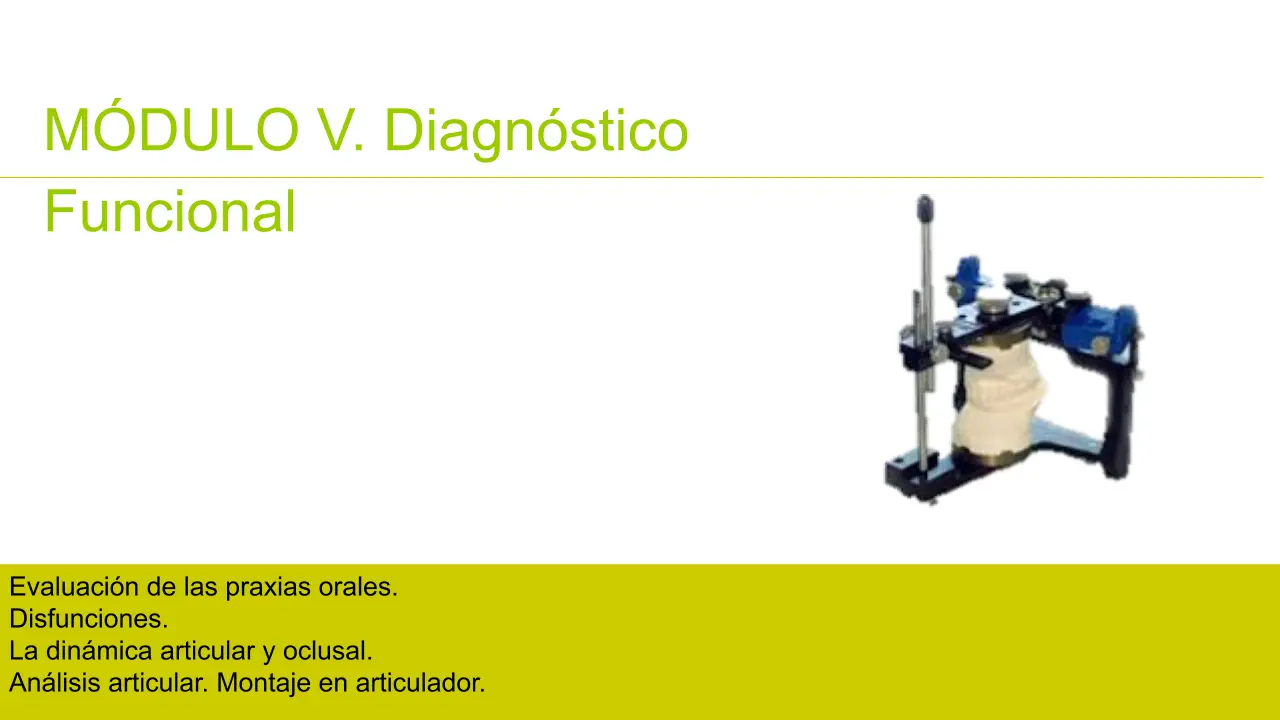 MÓDULO V. Diagnóstico
Funcional
Evaluación de las praxias orales.
Disfunciones.
La dinámica articular y oclusal.
Análisis articular. Montaje en articulador.